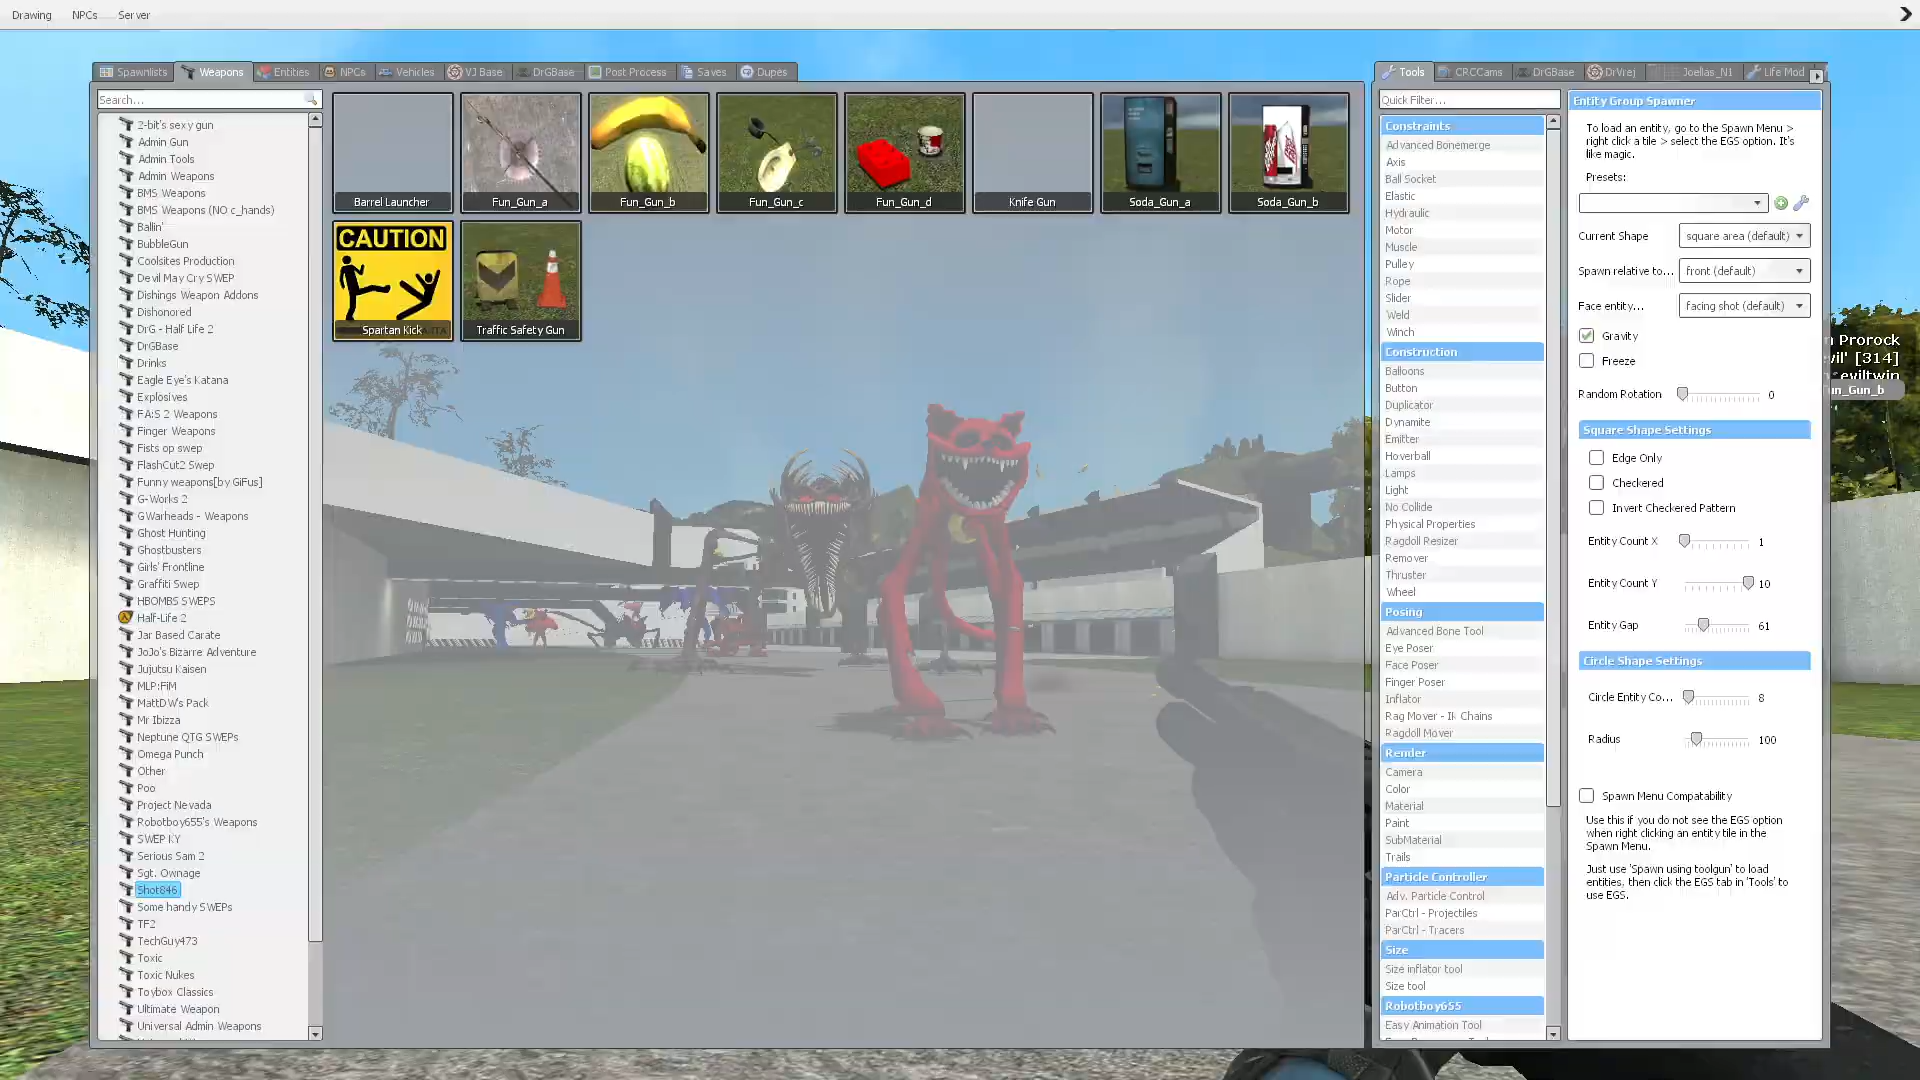 Drawing NPCs Server
Spawnlists Weapons Entities NPCs Vehicles VJ Base DrGBase Post Process Saves Dupes
Search...
2-bit's sexy gun
Admin Gun
Admin Tools
Admin Weapons
BMS Weapons
BMS Weapons (NO c_hands)
Ballin'
BubbleGun
Coolsites Production
Devil May Cry SWEP
Dishings Weapon Addons
Dishonored
DrG - Half Life 2
DrGBase
Drinks
Eagle Eye's Katana
Explosives
F.A:S 2 Weapons
Finger Weapons
Fists op swep
FlashCut2 Swep
Funny weapons[by GiFus]
G-Works 2
GWarheads - Weapons
Ghost Hunting
Ghostbusters
Girls' Frontline
Graffiti Swep
HBOMBS SWEPS
Half-Life 2
Jar Based Carate
JoJo's Bizarre Adventure
Jujutsu Kaisen
MLP:FiM
MattDW's Pack
Mr Ibizza
Neptune QTG SWEPs
Omega Punch
Other
Poo
Project Nevada
Robotboy655's Weapons
SWEP KY
Serious Sam 2
Sgt. Ownage
Shot846
Some handy SWEPs
TF2
TechGuy473
Toxic
Toxic Nukes
Toybox Classics
Ultimate Weapon
Universal Admin Weapons
Barrel Launcher Fun_Gun_a Fun_Gun_b Fun_Gun_c Fun_Gun_d Knife Gun Soda_Gun_a Soda_Gun_b
CAUTION
Spartan Kick Traffic Safety Gun
Tools CRCCams DrGBase DrVrej Joellas_N1 Life Mod
Quick Filter...
Constraints
Advanced Bonemerge
Axis
Ball Socket
Elastic
Hydraulic
Motor
Muscle
Pulley
Rope
Slider
Weld
Winch
Construction
Balloons
Button
Duplicator
Dynamite
Emitter
Hoverball
Lamps
Light
No Collide
Physical Properties
Ragdoll Resizer
Remover
Thruster
Wheel
Posing
Advanced Bone Tool
Eye Poser
Face Poser
Finger Poser
Inflator
Rag Mover - Ik Chains
Ragdoll Mover
Render
Camera
Color
Material
Paint
SubMaterial
Trails
Particle Controller
Adv. Particle Control
ParCtrl - Projectiles
ParCtrl - Tracers
Size
Size inflator tool
Size tool
Robotboy655
Easy Animation Tool
Entity Group Spawner
To load an entity, go to the Spawn Menu >
right click a tile > select the EGS option. It's
like magic.
Presets:
Current Shape square area (default)
Spawn relative to... front (default)
Face entity... facing shot (default)
Gravity
Freeze
Random Rotation 0
Square Shape Settings
Edge Only
Checkered
Invert Checkered Pattern
Entity Count X 1
Entity Count Y 10
Entity Gap 61
Circle Shape Settings
Circle Entity Co... 8
Radius 100
Spawn Menu Compatability
Use this if you do not see the EGS option
when right clicking an entity tile in the
Spawn Menu.
Just use 'Spawn using toolgun' to load
entities, then click the EGS tab in 'Tools' to
use EGS.
n Prorock
vil' [314]
eviltwin
un_Gun_b